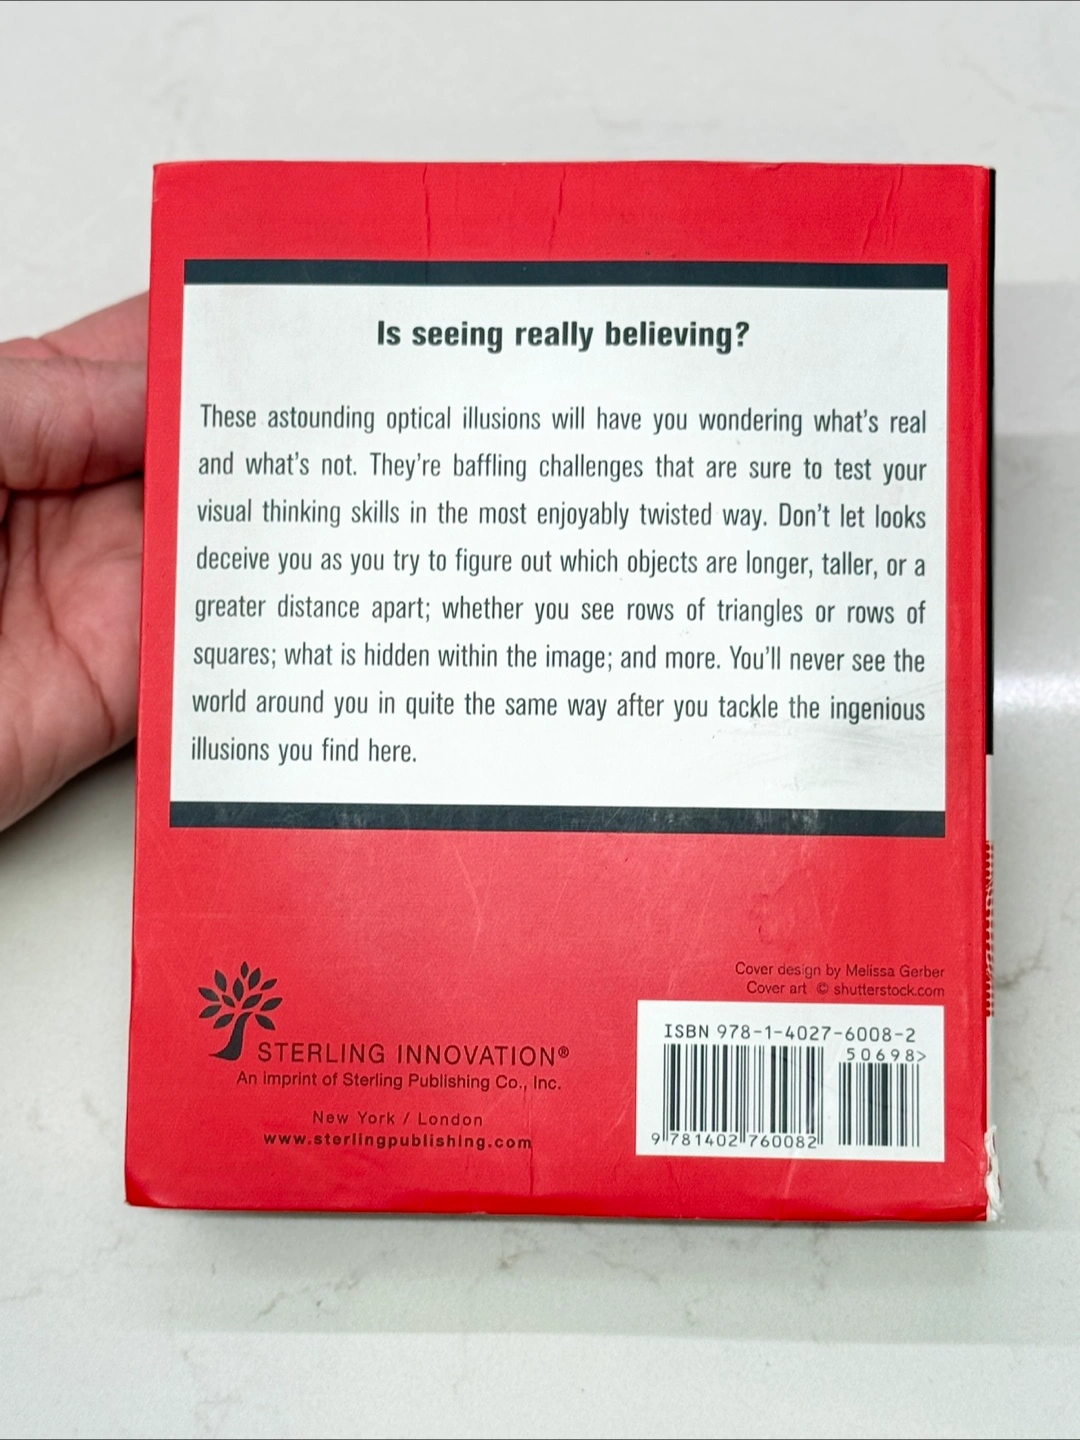 Is seeing really believing?
These astounding optical illusions will have you wondering what's real
and what's not. They're baffling challenges that are sure to test your
visual thinking skills in the most enjoyably twisted way. Don't let looks
deceive you as you try to figure out which objects are longer, taller, or a
greater distance apart; whether you see rows of triangles or rows of
squares; what is hidden within the image; and more. You'll never see the
world around you in quite the same way after you tackle the ingenious
illusions you find here.
STERLING INNOVATION®
An imprint of Sterling Publishing Co., Inc.
New York / London
www.sterlingpublishing.com
Cover design by Melissa Gerber
Cover art © shutterstock.com
ISBN 978-1-4027-6008-2
50698>
9 781402 760082